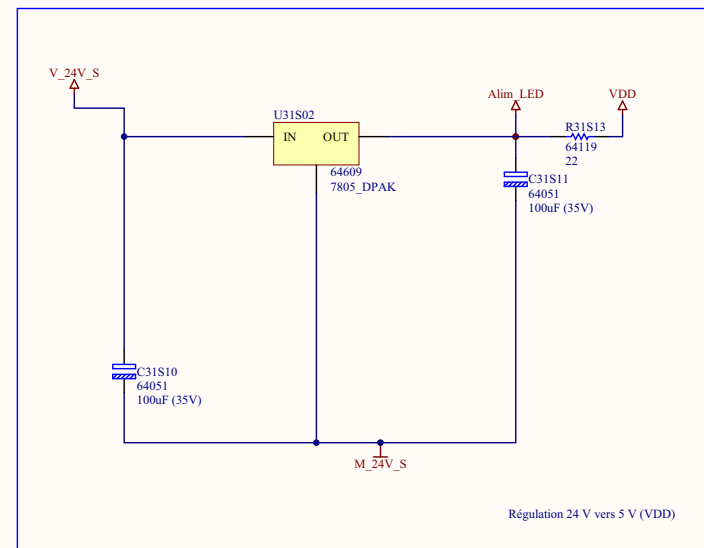 V_24V_S
Alim_LED
VDD
U31S02
IN OUT
R31S13
64119
22
64609
7805_DPAK
C31S11
64051
100uF (35V)
C31S10
64051
100uF (35V)
M_24V_S
Régulation 24 V vers 5 V (VDD)